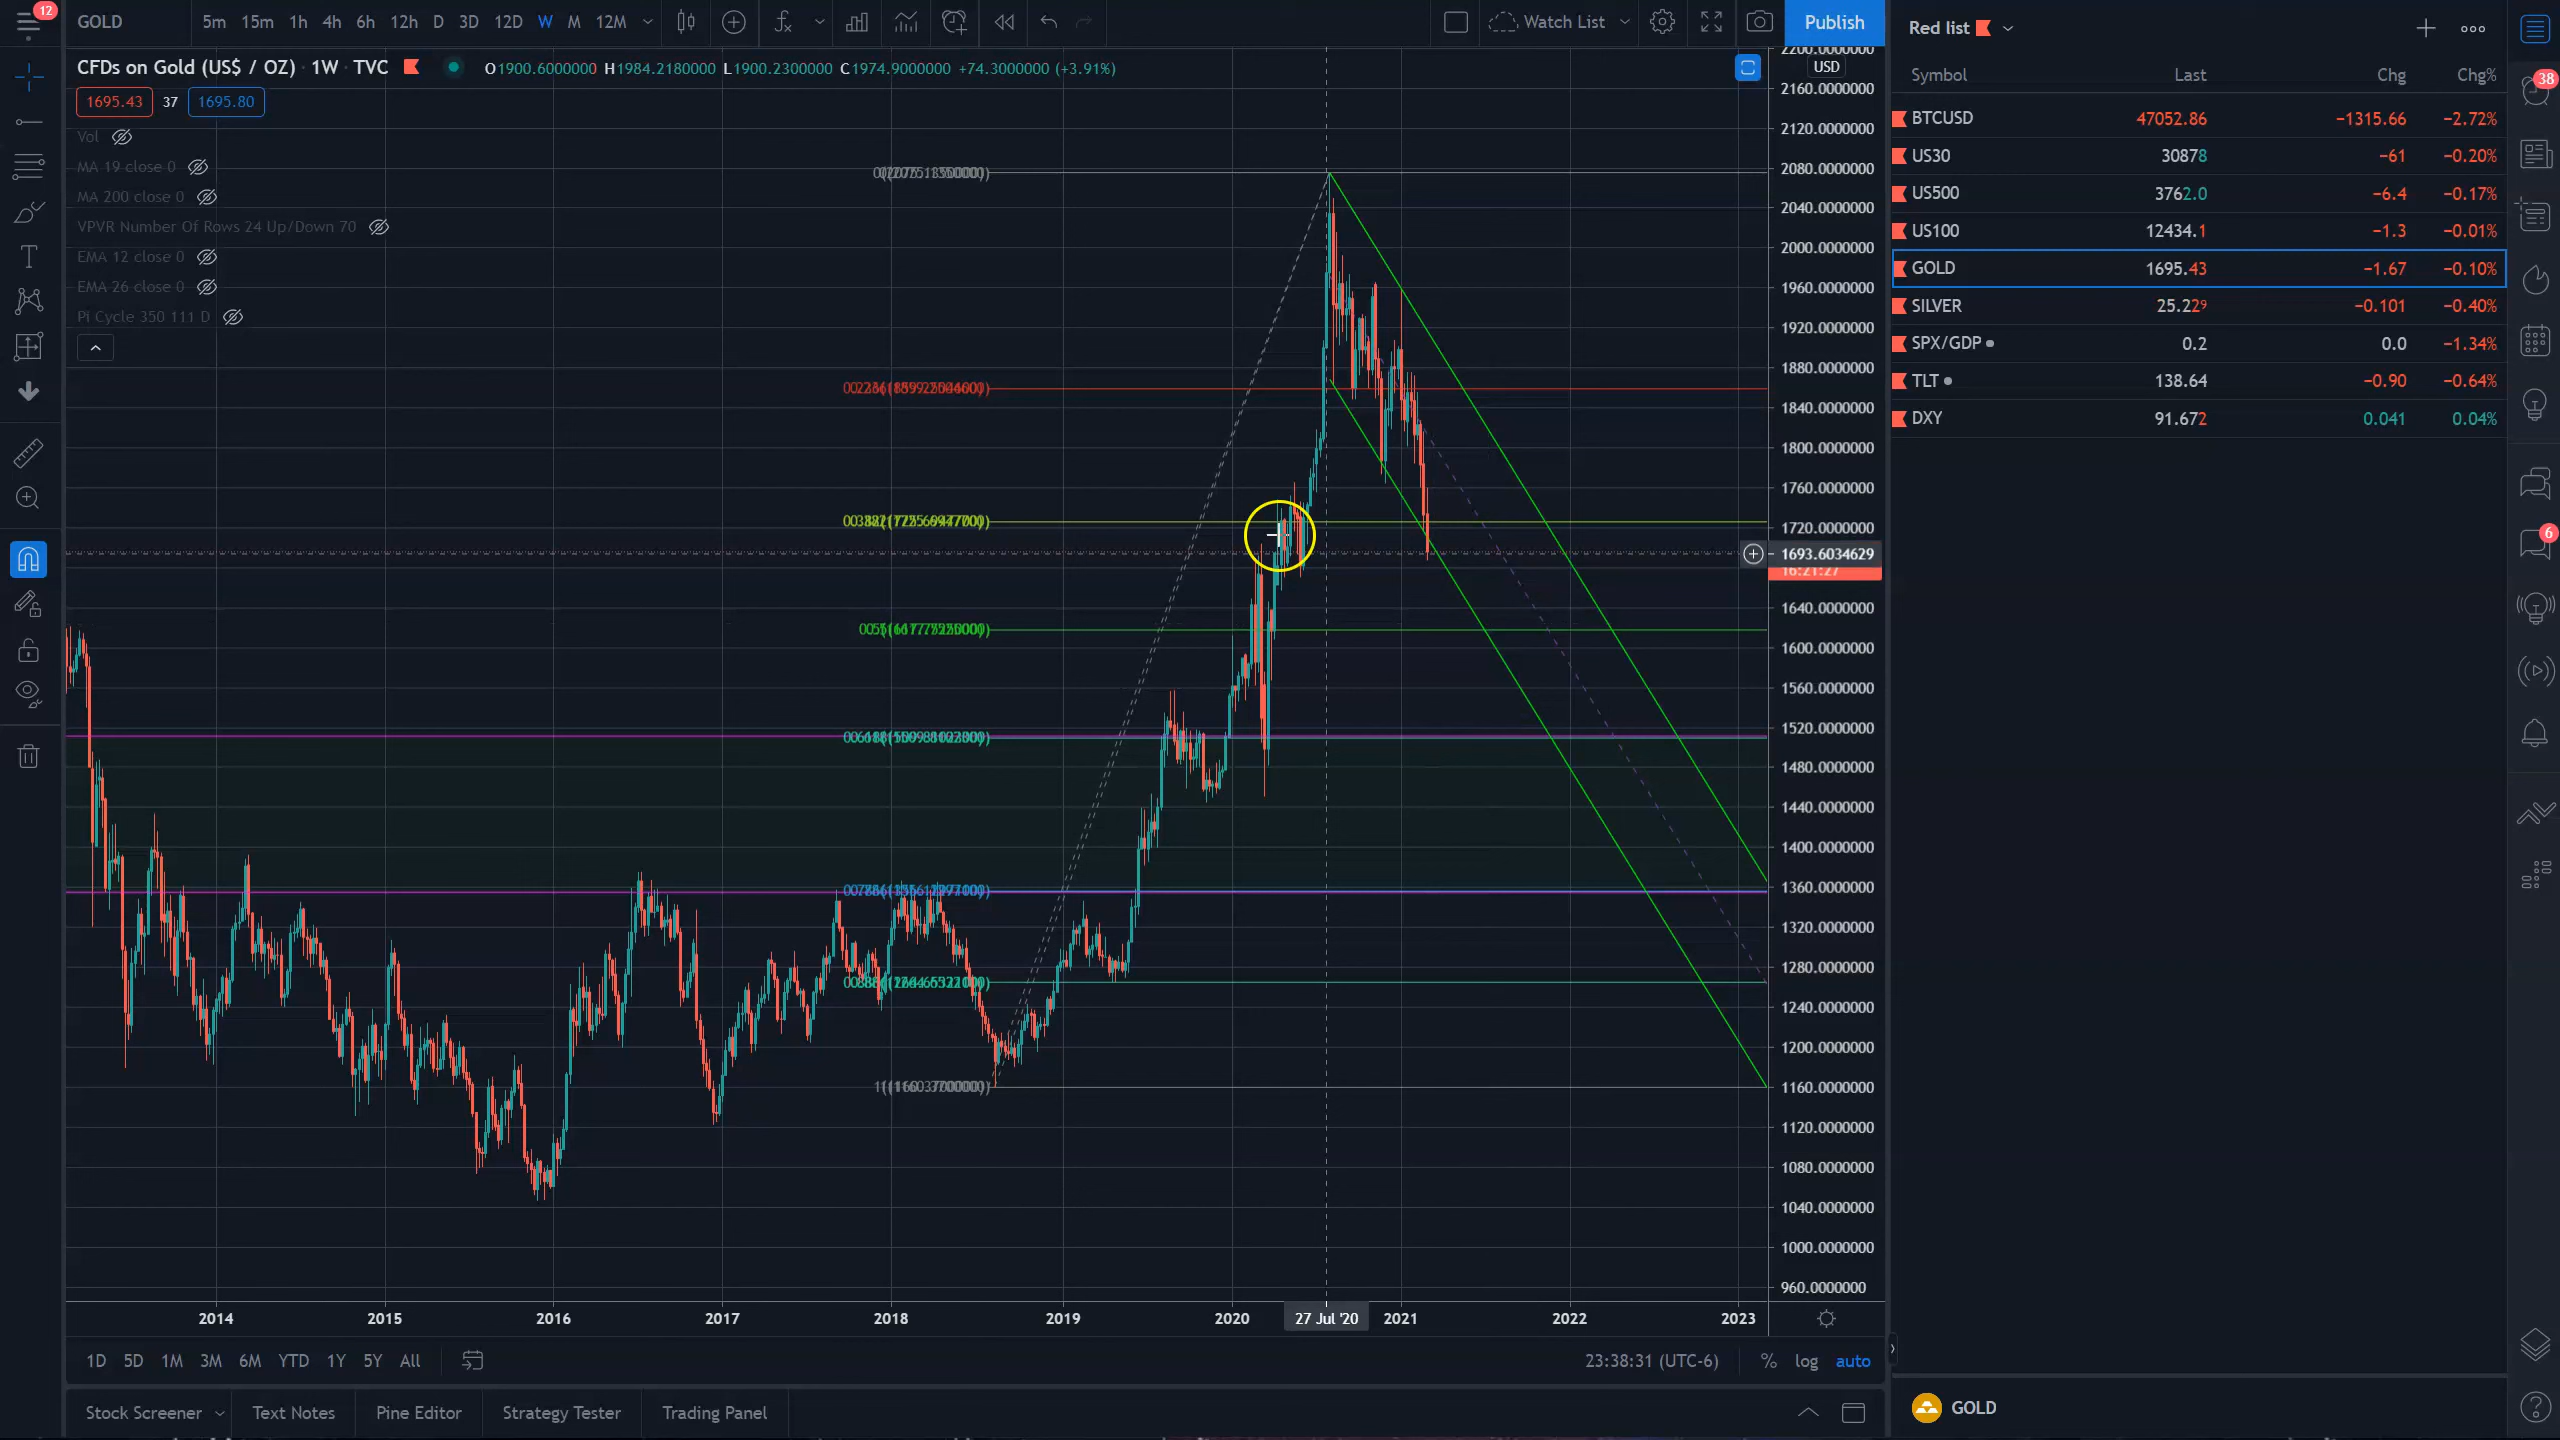 12
GOLD
5m 15m 1h 4h 6h 12h D 3D 12D W M 12M
Watch List
Publish
CFDs on Gold (US$ / OZ) · 1W · TVC
O1900.6000000 H1984.2180000 L1900.2300000 C1974.9000000 +74.3000000 (+3.91%)
1695.43 37 1695.80
Vol
MA 19 close 0
MA 200 close 0
VPVR Number Of Rows 24 Up/Down 70
EMA 12 close 0
EMA 26 close 0
Pi Cycle 350 111 D
USD
2200.0000000
2160.0000000
2120.0000000
2080.0000000
2040.0000000
2000.0000000
1960.0000000
1920.0000000
1880.0000000
1840.0000000
1800.0000000
1760.0000000
1720.0000000
1693.6034629
16:21:27
1640.0000000
1600.0000000
1560.0000000
1520.0000000
1480.0000000
1440.0000000
1400.0000000
1360.0000000
1320.0000000
1280.0000000
1240.0000000
1200.0000000
1160.0000000
1120.0000000
1080.0000000
1040.0000000
1000.0000000
960.0000000
2014 2015 2016 2017 2018 2019 2020 27 Jul '20 2021 2022 2023
1D 5D 1M 3M 6M YTD 1Y 5Y All
23:38:31 (UTC-6) % log auto
Stock Screener Text Notes Pine Editor Strategy Tester Trading Panel
Red list
Symbol Last Chg Chg%
BTCUSD 47052.86 −1315.66 −2.72%
US30 30878 −61 −0.20%
US500 3762.0 −6.4 −0.17%
US100 12434.1 −1.3 −0.01%
GOLD 1695.43 −1.67 −0.10%
SILVER 25.229 −0.101 −0.40%
SPX/GDP 0.2 0.0 −1.34%
TLT 138.64 −0.90 −0.64%
DXY 91.672 0.041 0.04%
GOLD
38
6